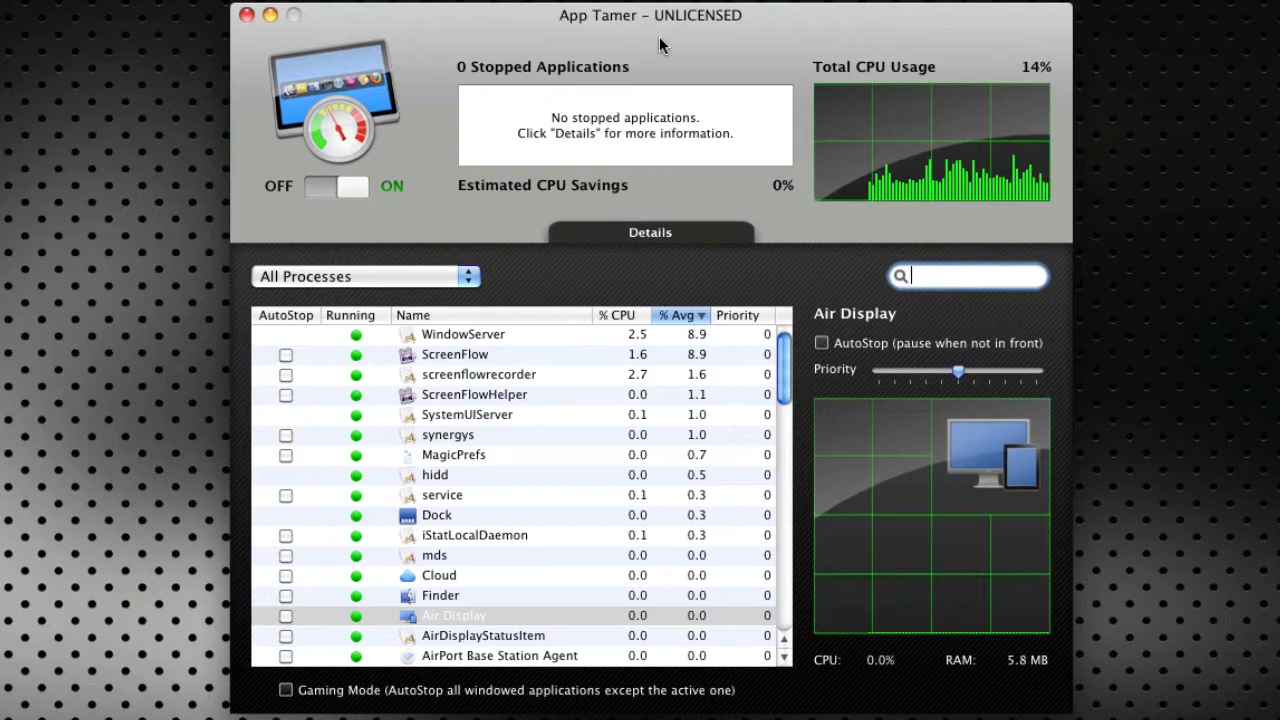 App Tamer – UNLICENSED
0 Stopped Applications
No stopped applications.
Click "Details" for more information.
Estimated CPU Savings 0%
Total CPU Usage 14%
OFF ON
Details
All Processes
AutoStop Running Name % CPU % Avg Priority
WindowServer 2.5 8.9 0
ScreenFlow 1.6 8.9 0
screenflowrecorder 2.7 1.6 0
ScreenFlowHelper 0.0 1.1 0
SystemUIServer 0.1 1.0 0
synergys 0.0 1.0 0
MagicPrefs 0.0 0.7 0
hidd 0.0 0.5 0
service 0.1 0.3 0
Dock 0.0 0.3 0
iStatLocalDaemon 0.1 0.3 0
mds 0.0 0.0 0
Cloud 0.0 0.0 0
Finder 0.0 0.0 0
Air Display 0.0 0.0 0
AirDisplayStatusItem 0.0 0.0 0
AirPort Base Station Agent 0.0 0.0 0
Air Display
AutoStop (pause when not in front)
Priority
CPU: 0.0% RAM: 5.8 MB
Gaming Mode (AutoStop all windowed applications except the active one)